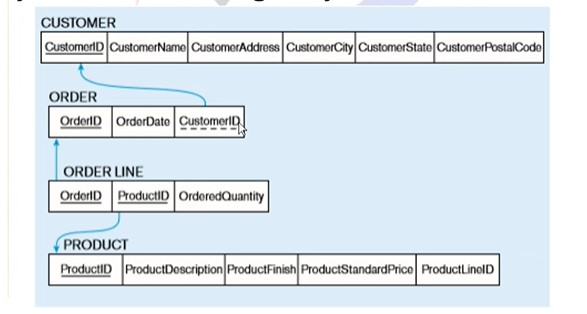 CUSTOMER
CustomerID CustomerName CustomerAddress CustomerCity CustomerState CustomerPostalCode
ORDER
OrderID OrderDate CustomerID
ORDER LINE
OrderID ProductID OrderedQuantity
PRODUCT
ProductID ProductDescription ProductFinish ProductStandardPrice ProductLineID